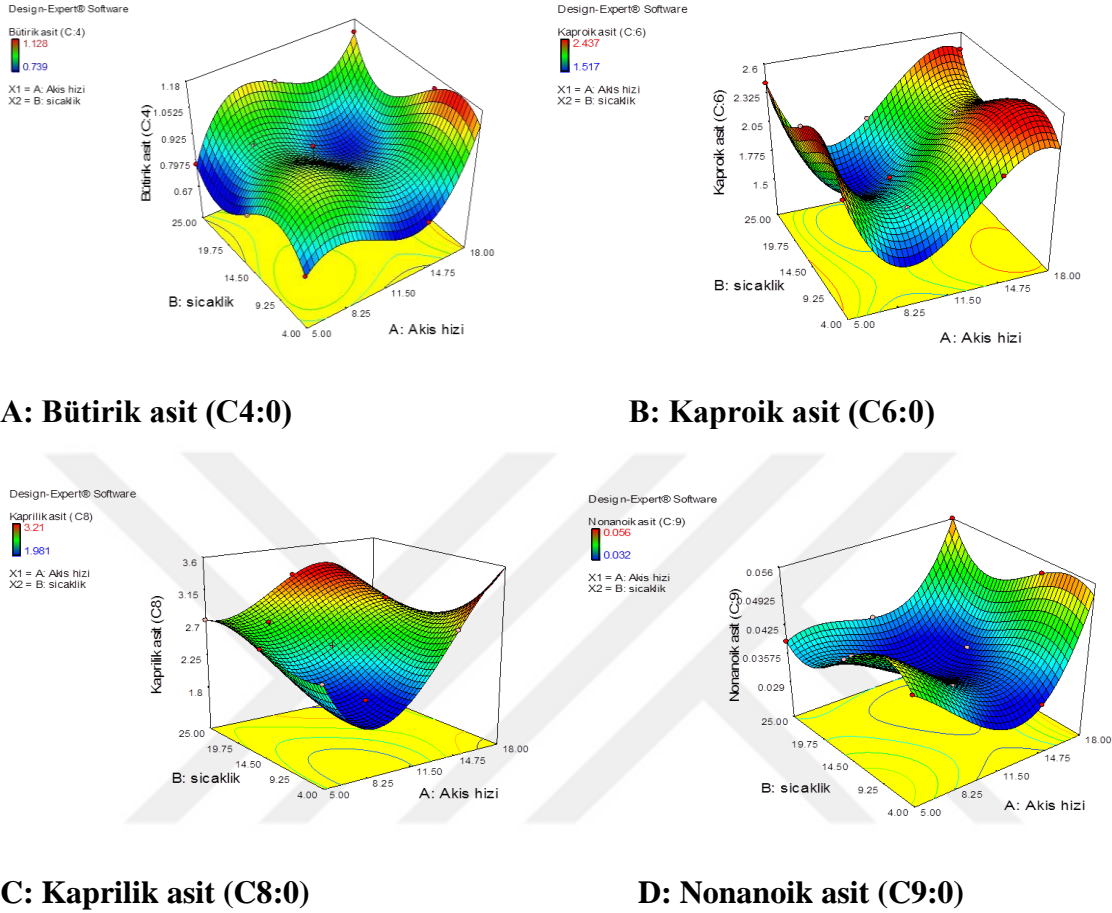 Design-Expert® Software
Bütirik asit (C:4)
1.128
0.739
X1 = A: Akis hizi
X2 = B: sicaklik
Bütirik asit (C:4)
1.18
1.0525
0.925
0.7975
0.67
25.00
19.75
14.50
9.25
4.00
5.00
8.25
11.50
14.75
18.00
B: sicaklik
A: Akis hizi
Design-Expert® Software
Kaproik asit (C:6)
2.437
1.517
X1 = A: Akis hizi
X2 = B: sicaklik
Kaproik asit (C:6)
2.6
2.325
2.05
1.775
1.5
25.00
19.75
14.50
9.25
4.00
5.00
8.25
11.50
14.75
18.00
B: sicaklik
A: Akis hizi
A: Bütirik asit (C4:0)
B: Kaproik asit (C6:0)
Design-Expert® Software
Kaprilik asit (C8)
3.21
1.981
X1 = A: Akis hizi
X2 = B: sicaklik
Kaprilik asit (C8)
3.6
3.15
2.7
2.25
1.8
25.00
19.75
14.50
9.25
4.00
5.00
8.25
11.50
14.75
18.00
B: sicaklik
A: Akis hizi
Design-Expert® Software
Nonanoik asit (C:9)
0.056
0.032
X1 = A: Akis hizi
X2 = B: sicaklik
Nonanoik asit (C:9)
0.056
0.04925
0.0425
0.03575
0.029
25.00
19.75
14.50
9.25
4.00
5.00
8.25
11.50
14.75
18.00
B: sicaklik
A: Akis hizi
C: Kaprilik asit (C8:0)
D: Nonanoik asit (C9:0)